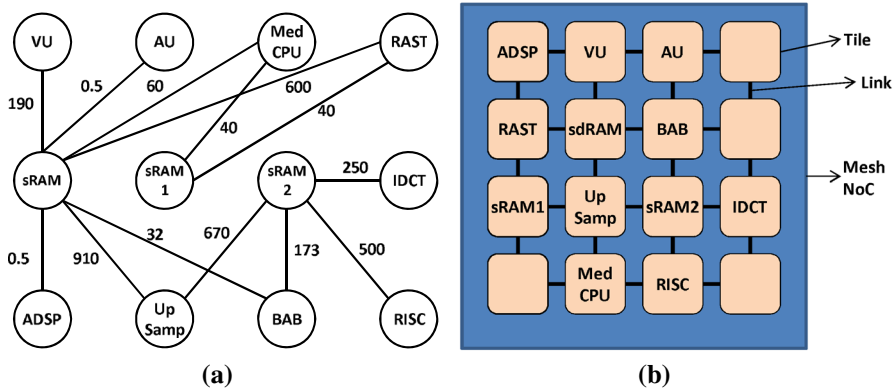 VU
AU
Med
CPU
RAST
190
0.5
60
600
40
40
sRAM
sRAM
1
sRAM
2
250
IDCT
0.5
910
32
670
173
500
ADSP
Up
Samp
BAB
RISC
(a)
ADSP
VU
AU
RAST
sdRAM
BAB
sRAM1
Up
Samp
sRAM2
IDCT
Med
CPU
RISC
Tile
Link
Mesh
NoC
(b)